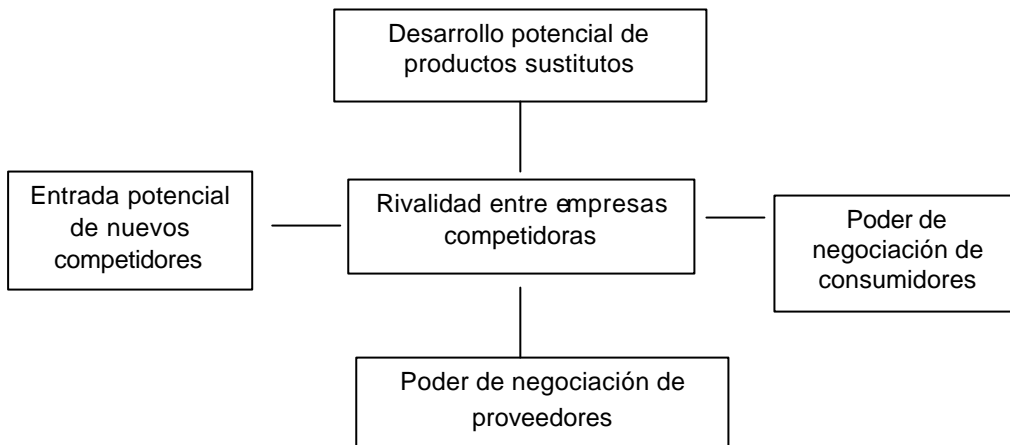 Desarrollo potencial de
productos sustitutos
Entrada potencial
de nuevos
competidores
Rivalidad entre empresas
competidoras
Poder de
negociación de
consumidores
Poder de negociación de
proveedores